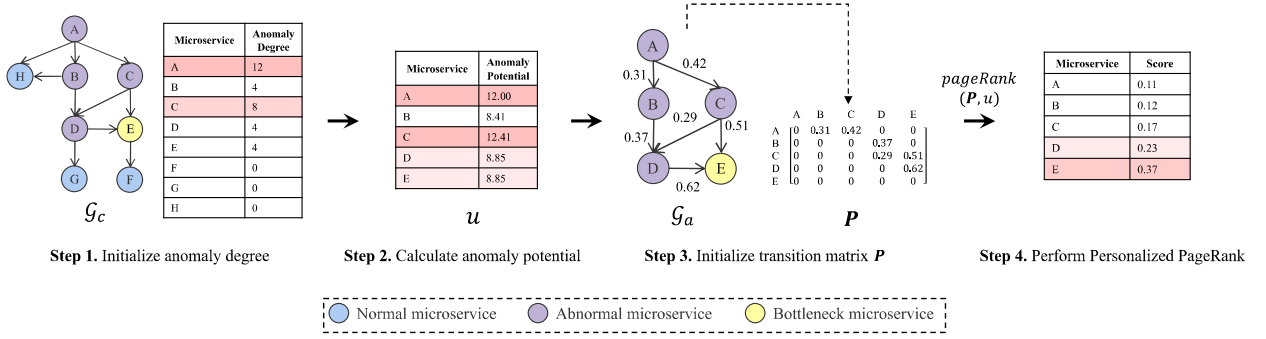 A
H
B
C
D
E
G
F
𝒢c
Microservice Anomaly Degree
A 12
B 4
C 8
D 4
E 4
F 0
G 0
H 0
Microservice Anomaly Potential
A 12.00
B 8.41
C 12.41
D 8.85
E 8.85
u
A
0.31 0.42
B C
0.37 0.29 0.51
D E
0.62
𝒢a
A B C D E
A 0 0.31 0.42 0 0
B 0 0 0 0.37 0
C 0 0 0 0.29 0.51
D 0 0 0 0 0.62
E 0 0 0 0 0
P
pageRank
(P,u)
Microservice Score
A 0.11
B 0.12
C 0.17
D 0.23
E 0.37
Step 1. Initialize anomaly degree
Step 2. Calculate anomaly potential
Step 3. Initialize transition matrix P
Step 4. Perform Personalized PageRank
Normal microservice
Abnormal microservice
Bottleneck microservice